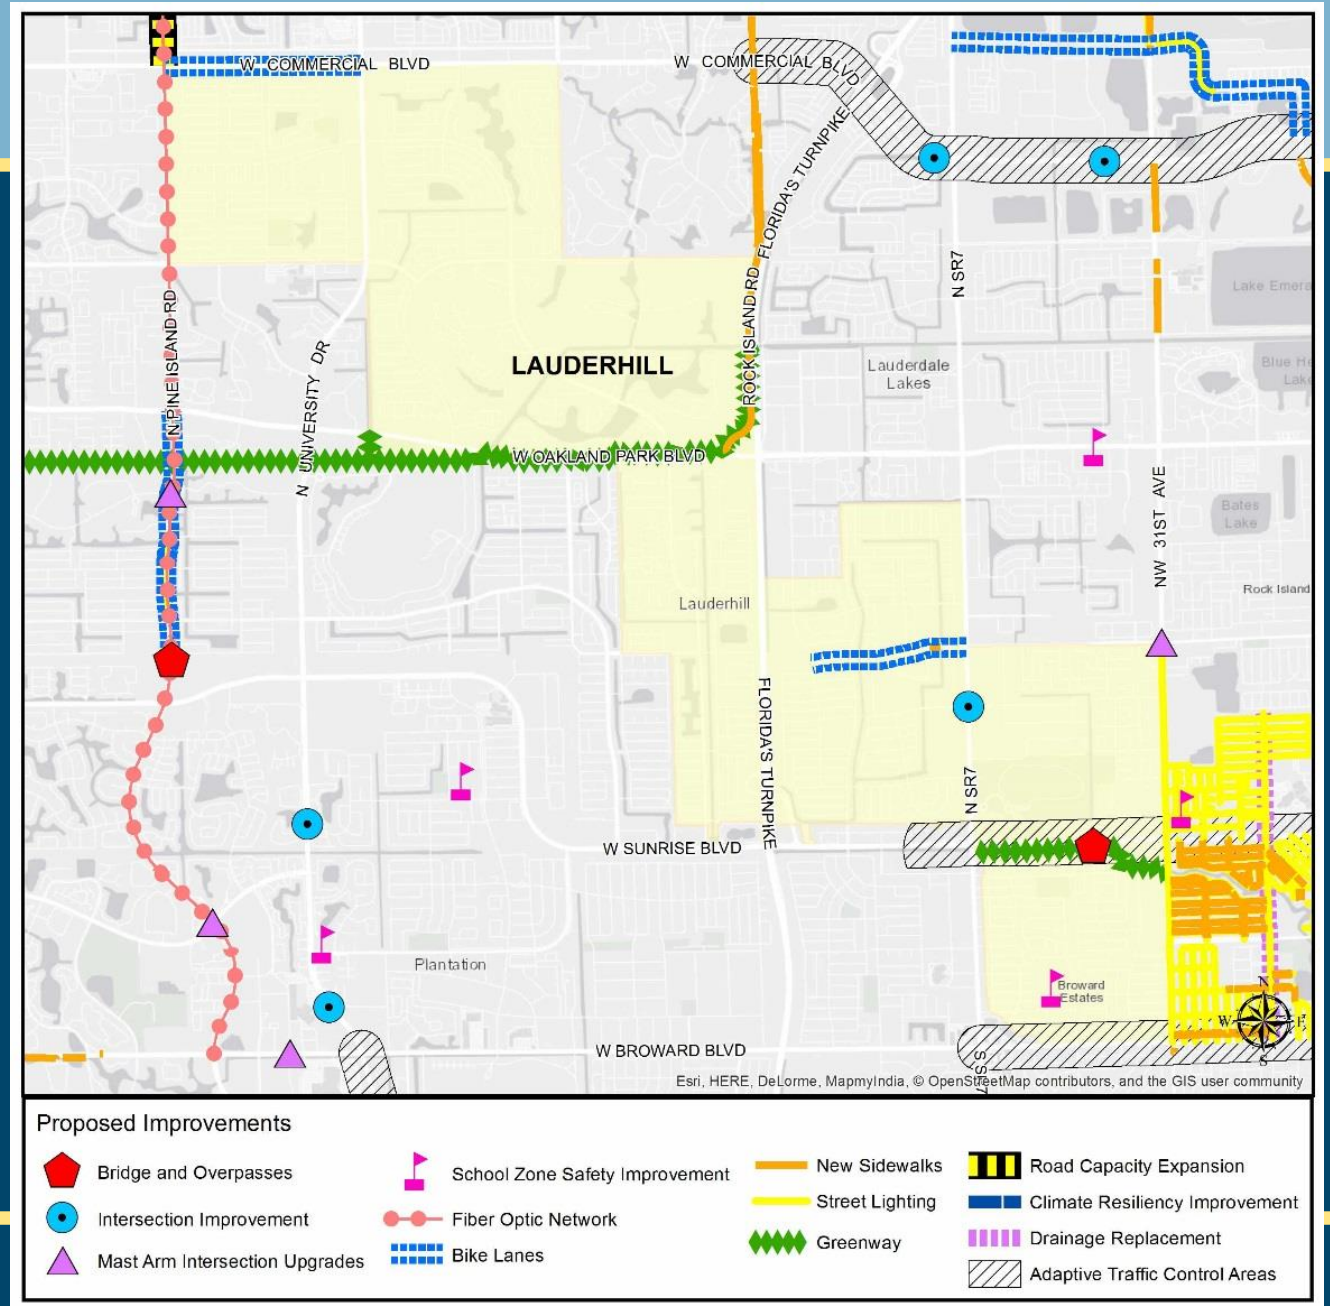 W COMMERCIAL BLVD
W COMMERCIAL BLVD
FLORIDA'S TURNPIKE
N SR7
ROCK ISLAND RD
N PINE ISLAND RD
N UNIVERSITY DR
LAUDERHILL
Lauderdale
Lakes
Lake Emera
Blue He
Lake
W OAKLAND PARK BLVD
NW 31ST AVE
Bates
Lake
Rock Island
Lauderhill
FLORIDA'S TURNPIKE
N SR7
W SUNRISE BLVD
Plantation
Broward
Estates
N
W
E
S
W BROWARD BLVD
Esri, HERE, DeLorme, MapmyIndia, © OpenStreetMap contributors, and the GIS user community
Proposed Improvements
Bridge and Overpasses
Intersection Improvement
Mast Arm Intersection Upgrades
School Zone Safety Improvement
Fiber Optic Network
Bike Lanes
New Sidewalks
Street Lighting
Greenway
Road Capacity Expansion
Climate Resiliency Improvement
Drainage Replacement
Adaptive Traffic Control Areas